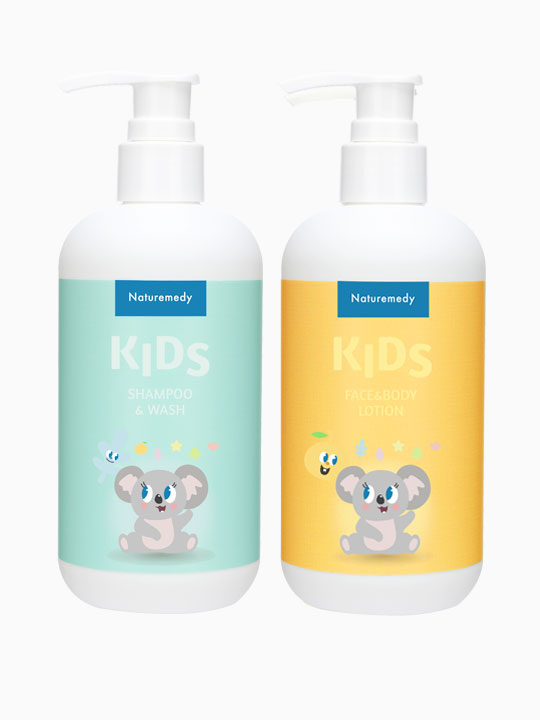 Naturemedy
KIDS
SHAMPOO
& WASH
Naturemedy
KIDS
FACE&BODY
LOTION